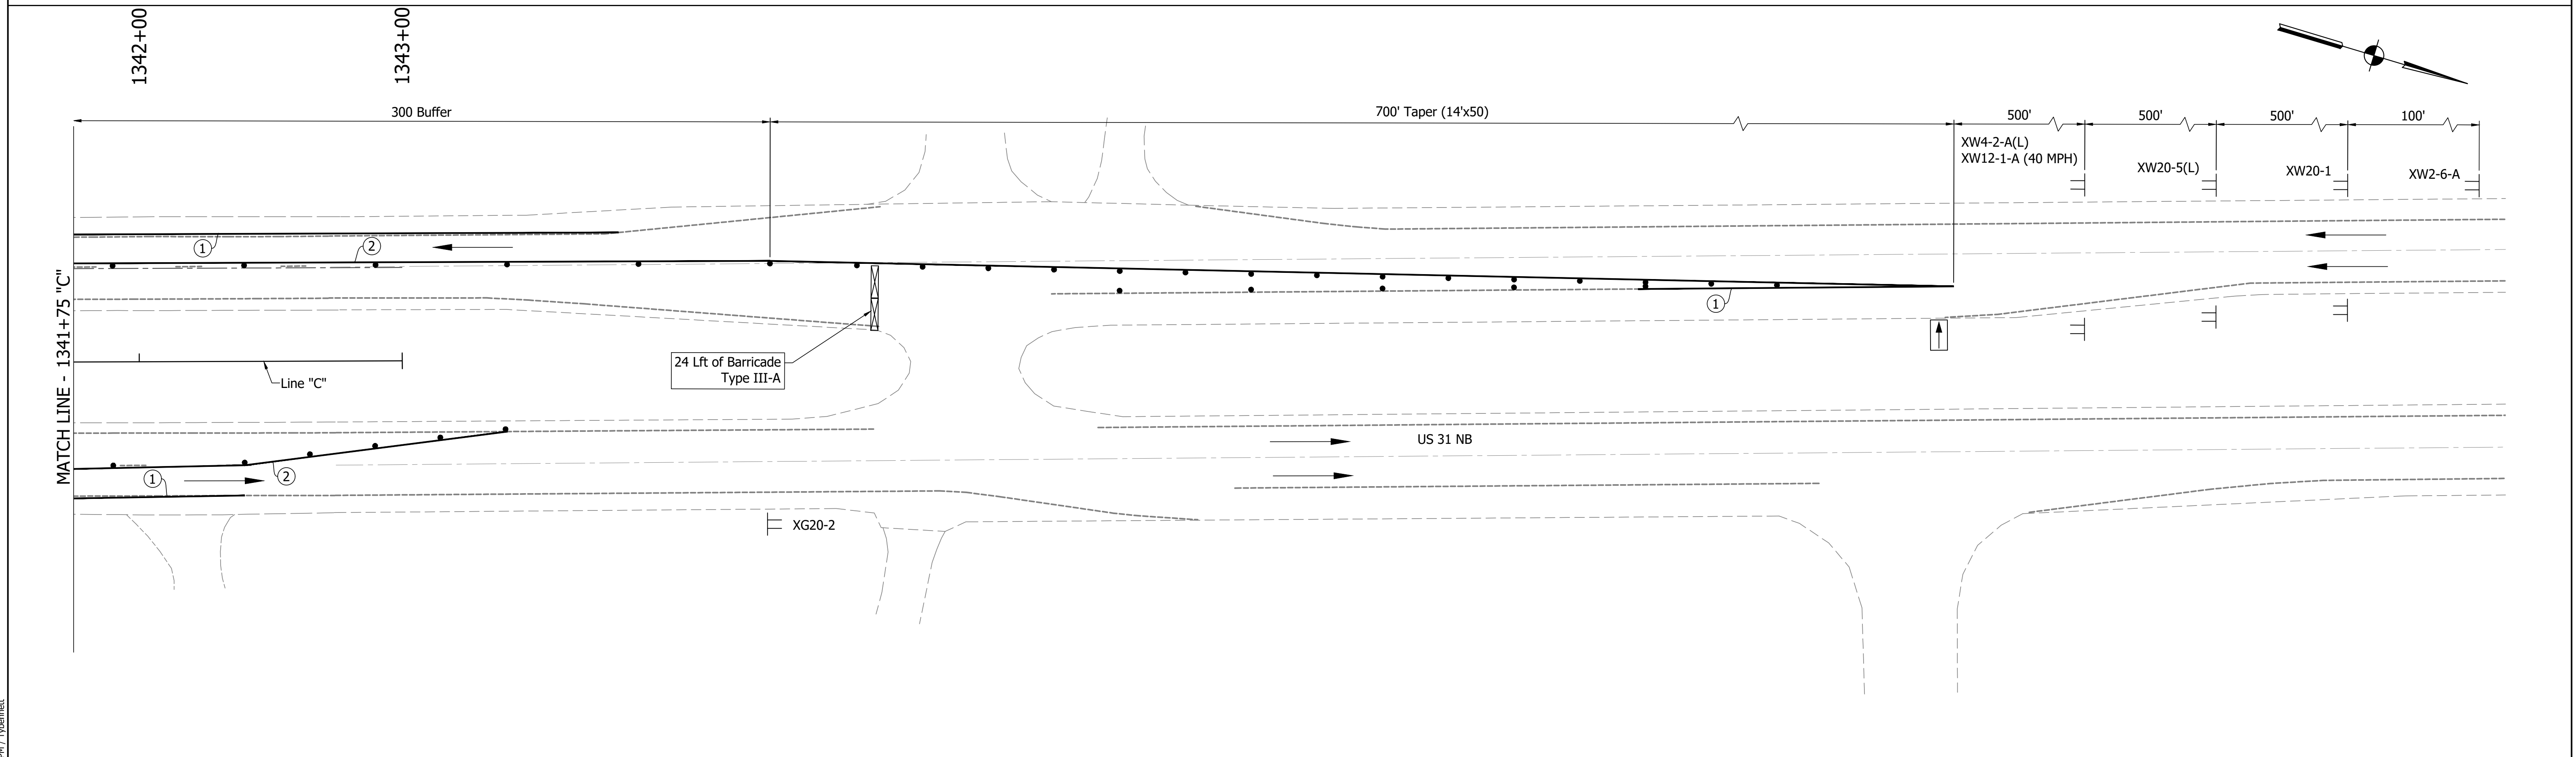 1342+00
1343+00
300 Buffer
700' Taper (14'x50)
500'
500'
500'
100'
XW4-2-A(L)
XW12-1-A (40 MPH)
XW20-5(L)
XW20-1
XW2-6-A
1
2
MATCH LINE - 1341+75 "C"
1
24 Lft of Barricade
Type III-A
Line "C"
US 31 NB
1
2
XG20-2